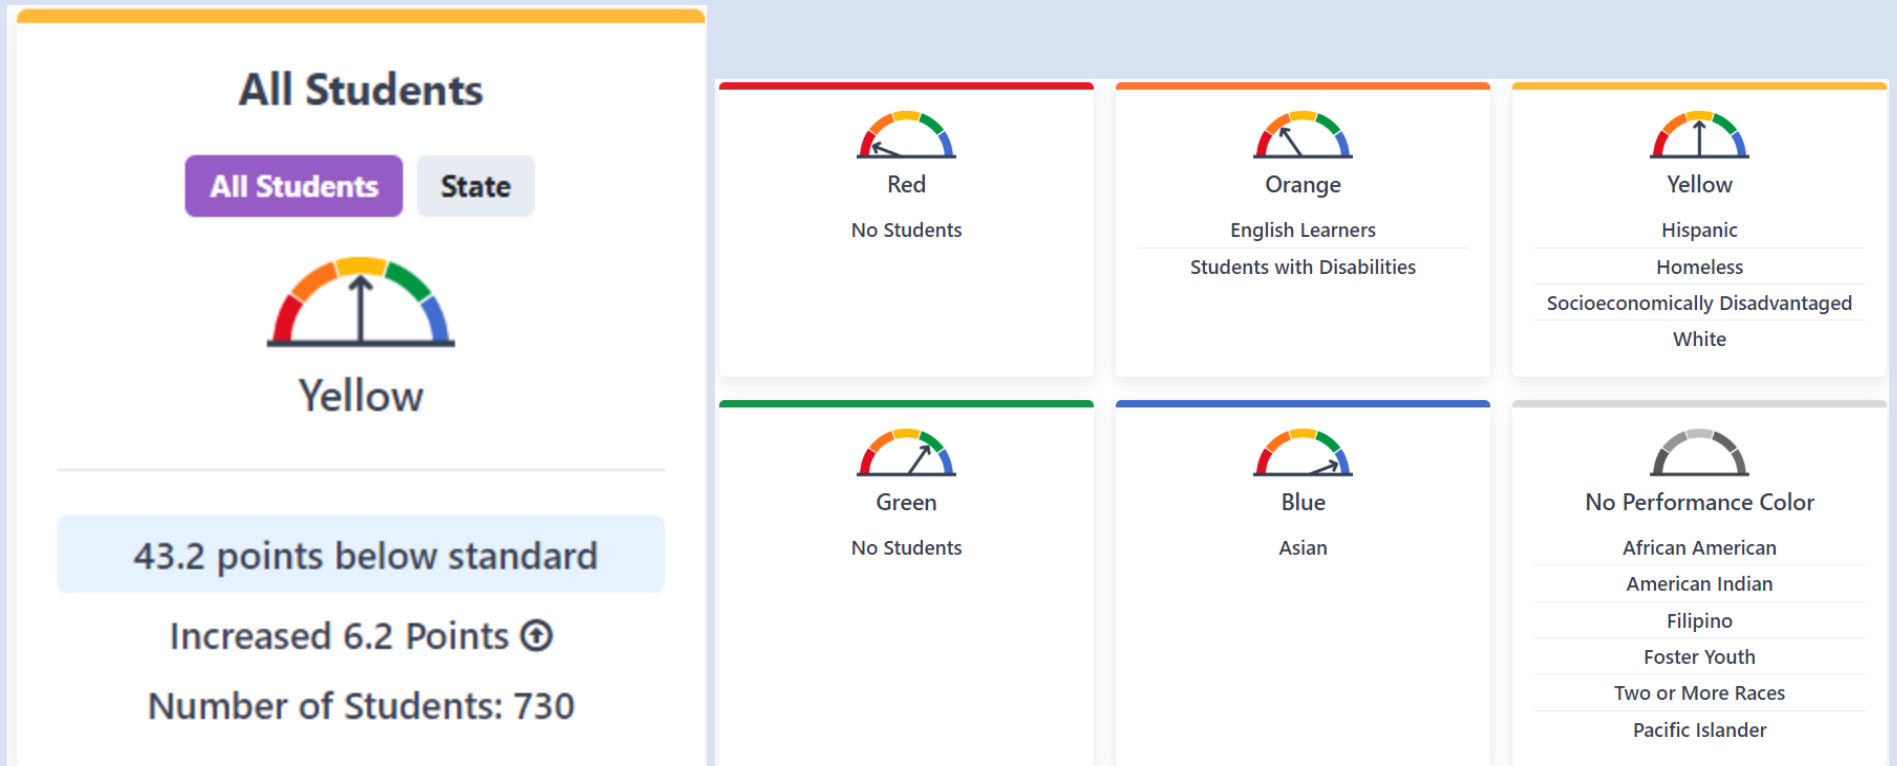 All Students
All Students
State
Yellow
43.2 points below standard
Increased 6.2 Points
Number of Students: 730
Red
No Students
Orange
English Learners
Students with Disabilities
Yellow
Hispanic
Homeless
Socioeconomically Disadvantaged
White
Green
No Students
Blue
Asian
No Performance Color
African American
American Indian
Filipino
Foster Youth
Two or More Races
Pacific Islander